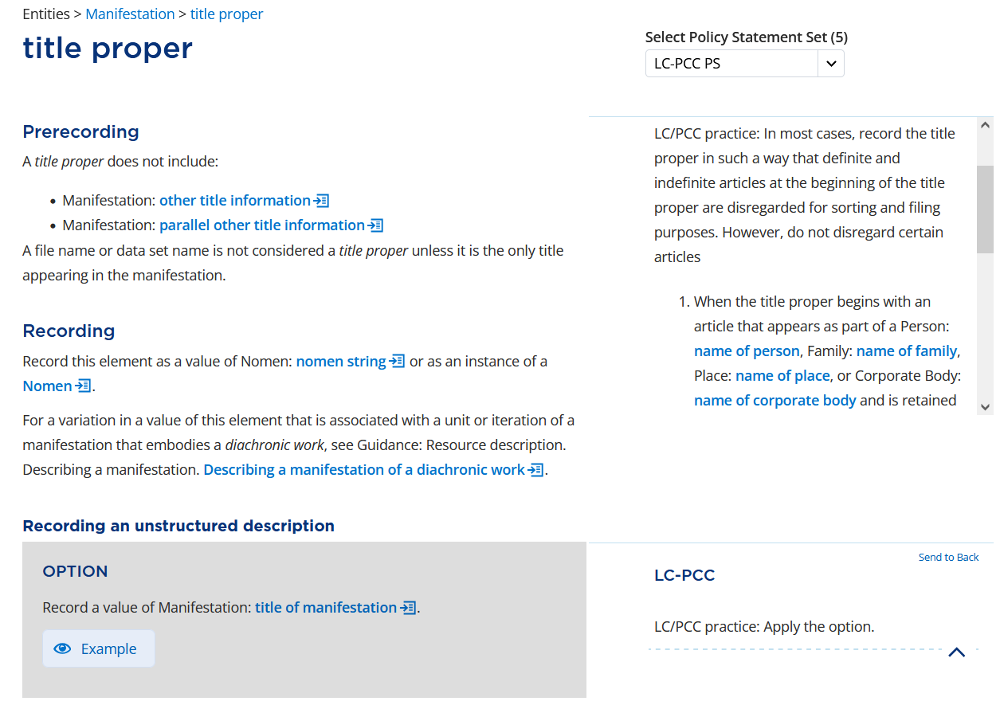 Entities > Manifestation > title proper
title proper
Select Policy Statement Set (5)
LC-PCC PS
Prerecording
A title proper does not include:
• Manifestation: other title information
• Manifestation: parallel other title information
A file name or data set name is not considered a title proper unless it is the only title
appearing in the manifestation.
Recording
Record this element as a value of Nomen: nomen string or as an instance of a
Nomen.
For a variation in a value of this element that is associated with a unit or iteration of a
manifestation that embodies a diachronic work, see Guidance: Resource description.
Describing a manifestation. Describing a manifestation of a diachronic work.
LC/PCC practice: In most cases, record the title
proper in such a way that definite and
indefinite articles at the beginning of the title
proper are disregarded for sorting and filing
purposes. However, do not disregard certain
articles
1. When the title proper begins with an
article that appears as part of a Person:
name of person, Family: name of family,
Place: name of place, or Corporate Body:
name of corporate body and is retained
Recording an unstructured description
OPTION
Record a value of Manifestation: title of manifestation.
Example
Send to Back
LC-PCC
LC/PCC practice: Apply the option.